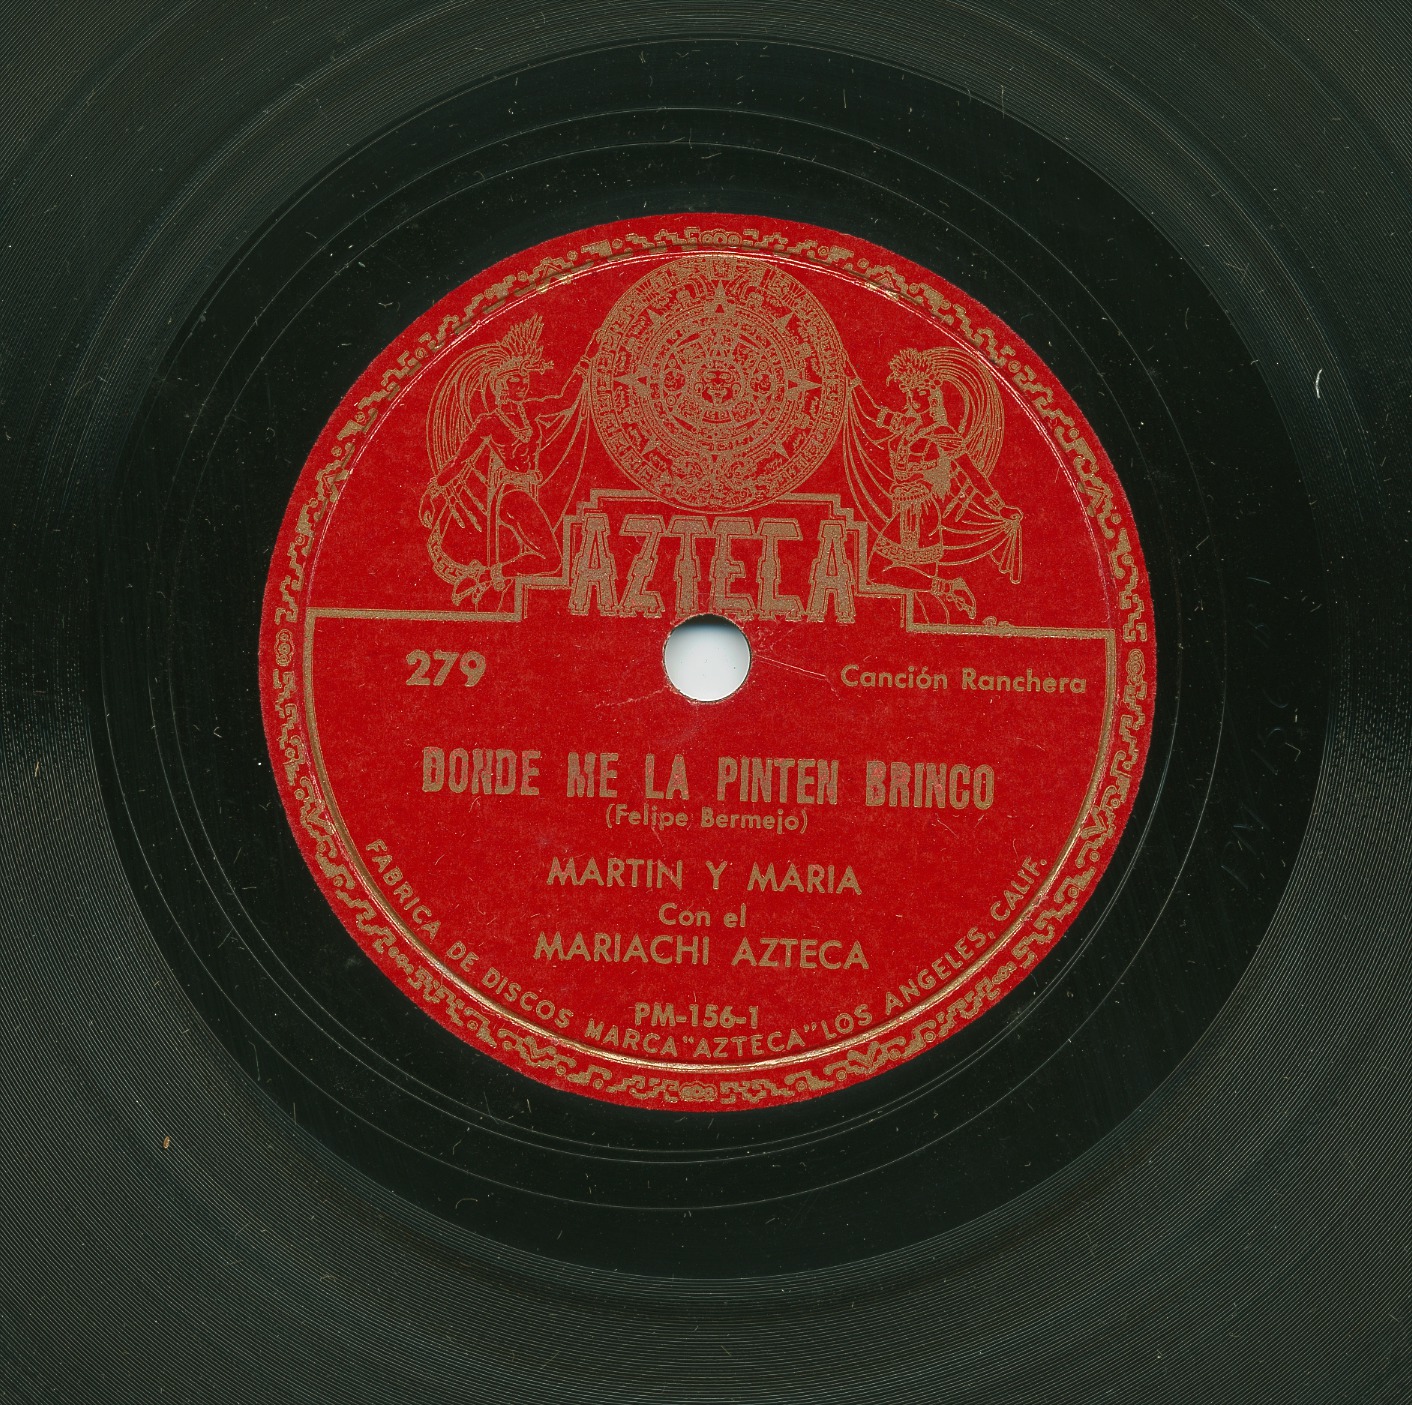 AZTECA
279
Canción Ranchera
DONDE ME LA PINTEN BRINCO
(Felipe Bermejo)
MARTIN Y MARIA
Con el
MARIACHI AZTECA
PM-156-1
FABRICA DE DISCOS MARCA "AZTECA" LOS ANGELES, CALIF.